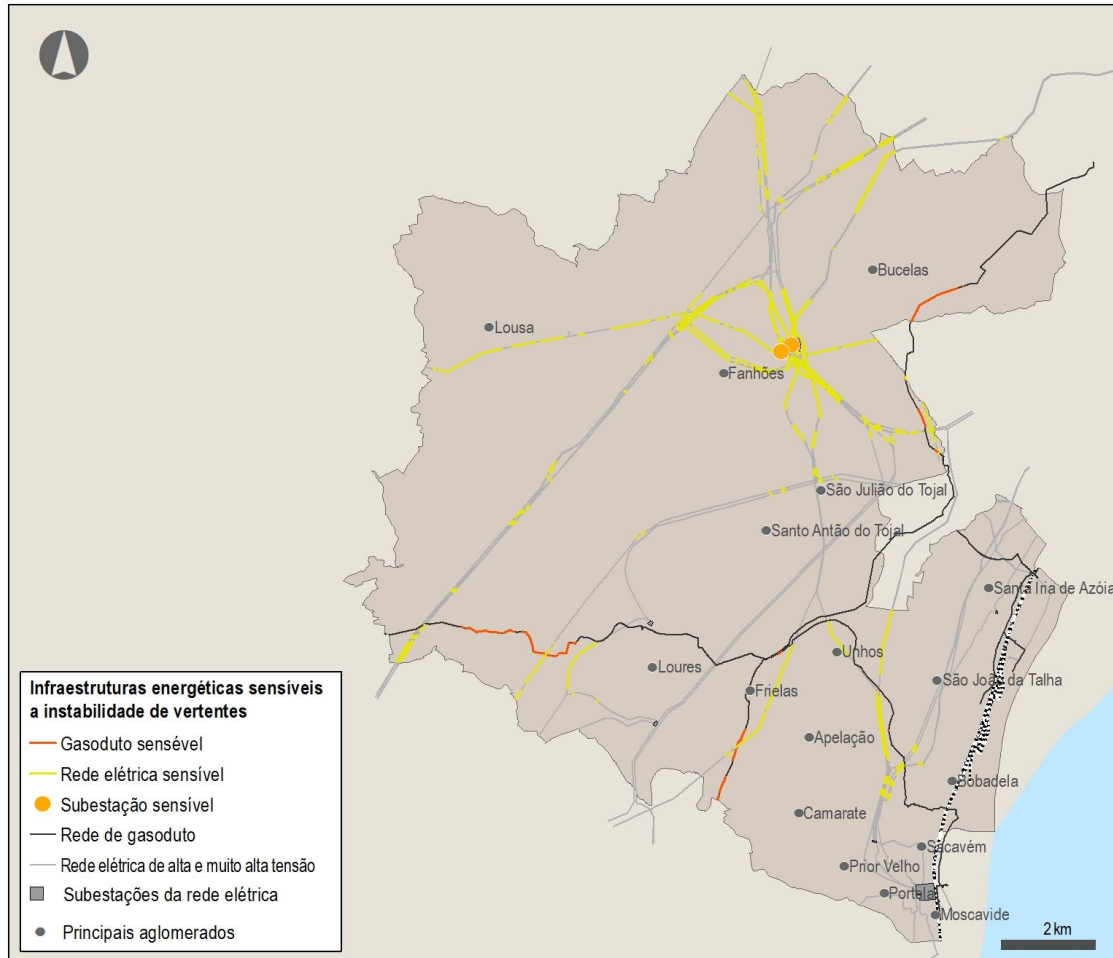 Bucelas
Lousa
Fanhões
São Julião do Tojal
Santo Antão do Tojal
Santa Iria de Azóia
Unhos
Loures
São João da Talha
Frielas
Apelação
Bobadela
Camarate
Sacavém
Prior Velho
Portela
Moscavide
2 km
Infraestruturas energéticas sensíveis
a instabilidade de vertentes
Gasoduto sensével
Rede elétrica sensível
Subestação sensível
Rede de gasoduto
Rede elétrica de alta e muito alta tensão
Subestações da rede elétrica
Principais aglomerados